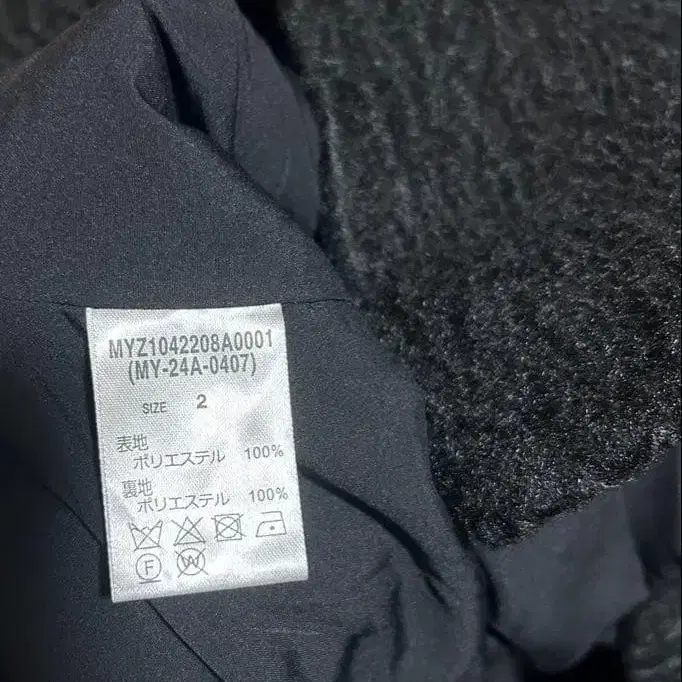 MYZ1042208A0001
(MY-24A-0407)
SIZE 2
表地
ポリエステル 100%
裏地
ポリエステル 100%
F W